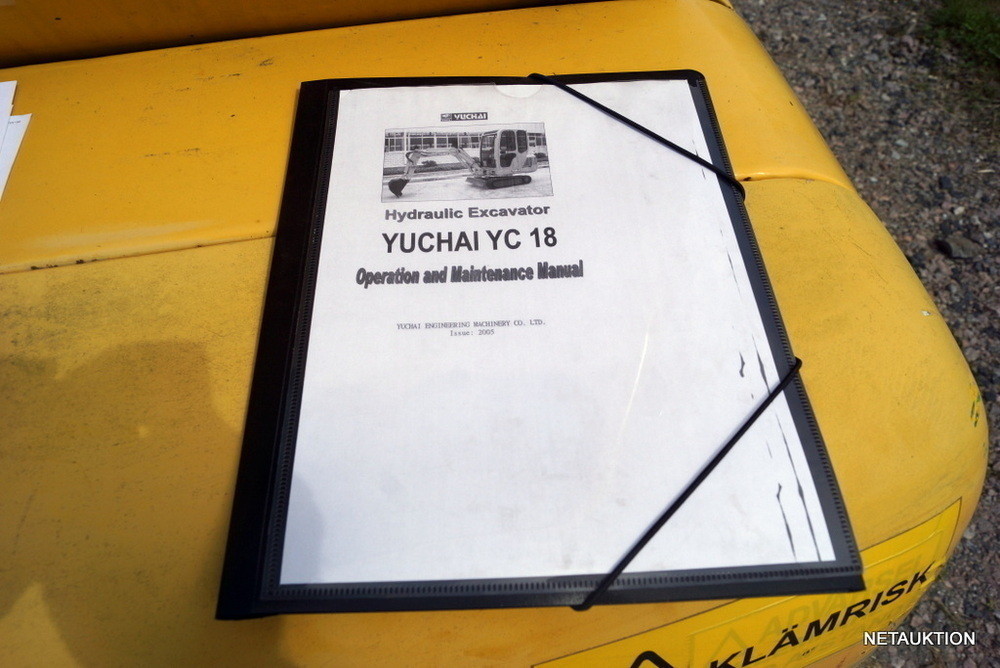 YUCHAI
Hydraulic Excavator
YUCHAI YC 18
Operation and Maintenance Manual
YUCHAI ENGINEERING MACHINERY CO. LTD.
Issue: 2005
KLÄMRISK
NETAUKTION